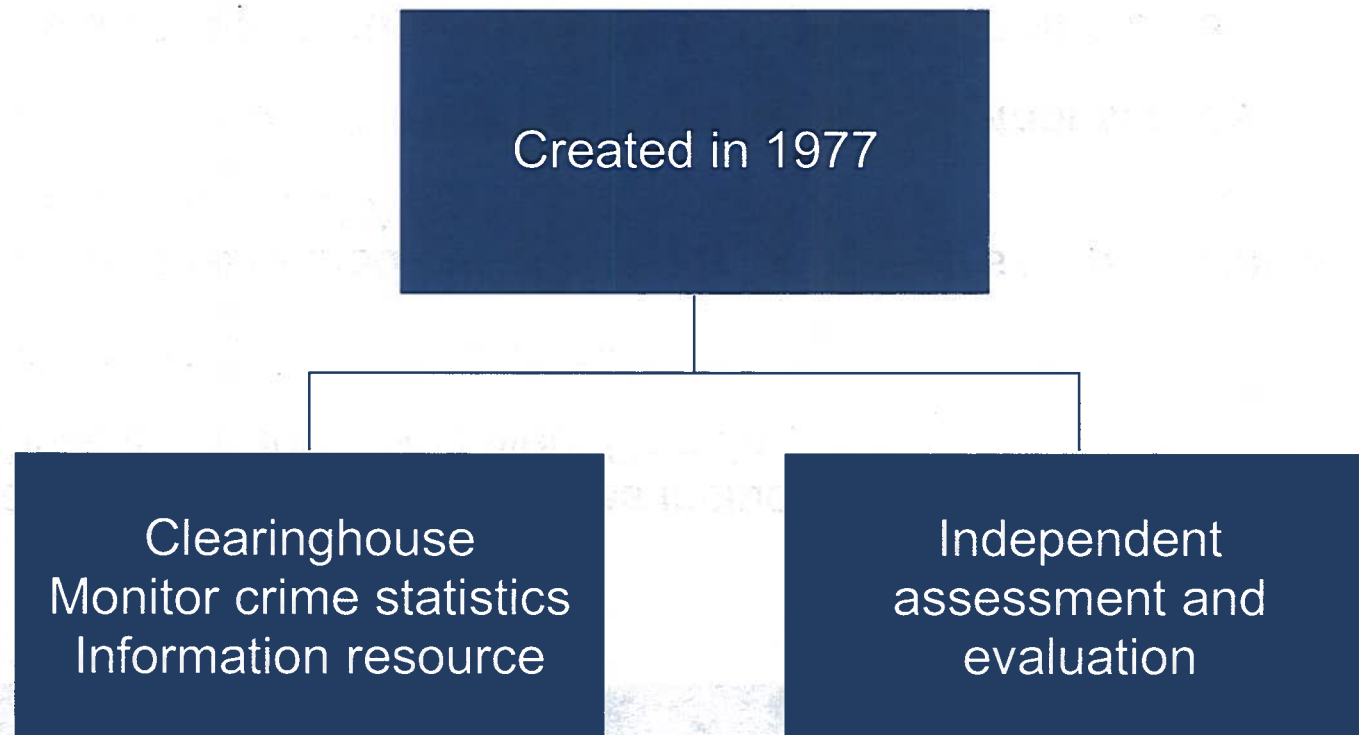 Created in 1977
Clearinghouse
Monitor crime statistics
Information resource
Independent
assessment and
evaluation